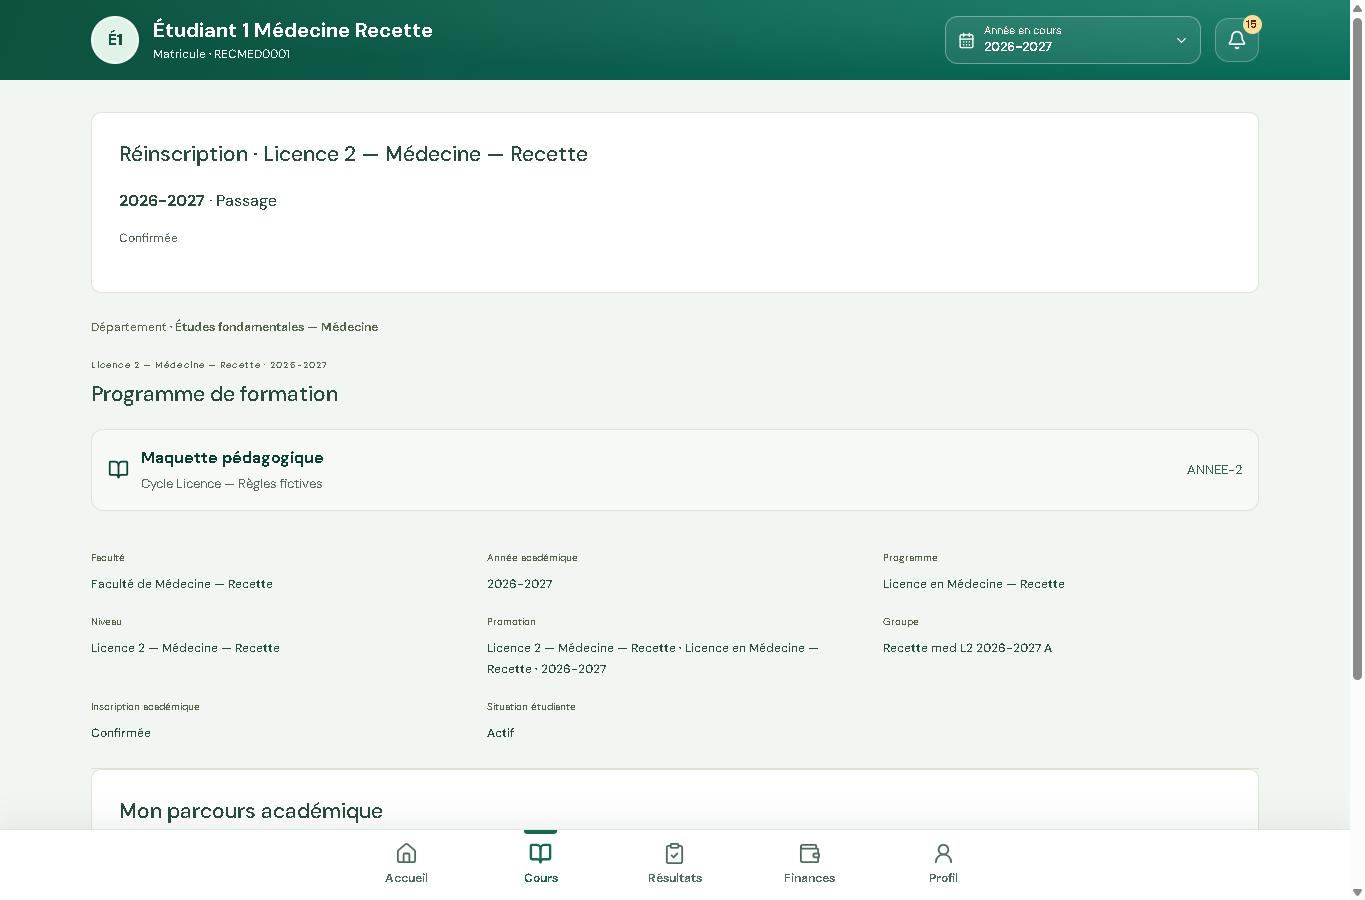 É1
Étudiant 1 Médecine Recette
Matricule · RECMED0001
Année en cours
2026-2027
15
Réinscription · Licence 2 — Médecine — Recette
2026-2027 · Passage
Confirmée
Département · Études fondamentales — Médecine
Licence 2 — Médecine — Recette · 2026-2027
Programme de formation
Maquette pédagogique
Cycle Licence — Règles fictives
ANNEE-2
Faculté
Faculté de Médecine — Recette
Année académique
2026-2027
Programme
Licence en Médecine — Recette
Niveau
Licence 2 — Médecine — Recette
Promotion
Licence 2 — Médecine — Recette · Licence en Médecine —
Recette · 2026-2027
Groupe
Recette med L2 2026-2027 A
Inscription académique
Confirmée
Situation étudiante
Actif
Mon parcours académique
Accueil
Cours
Résultats
Finances
Profil